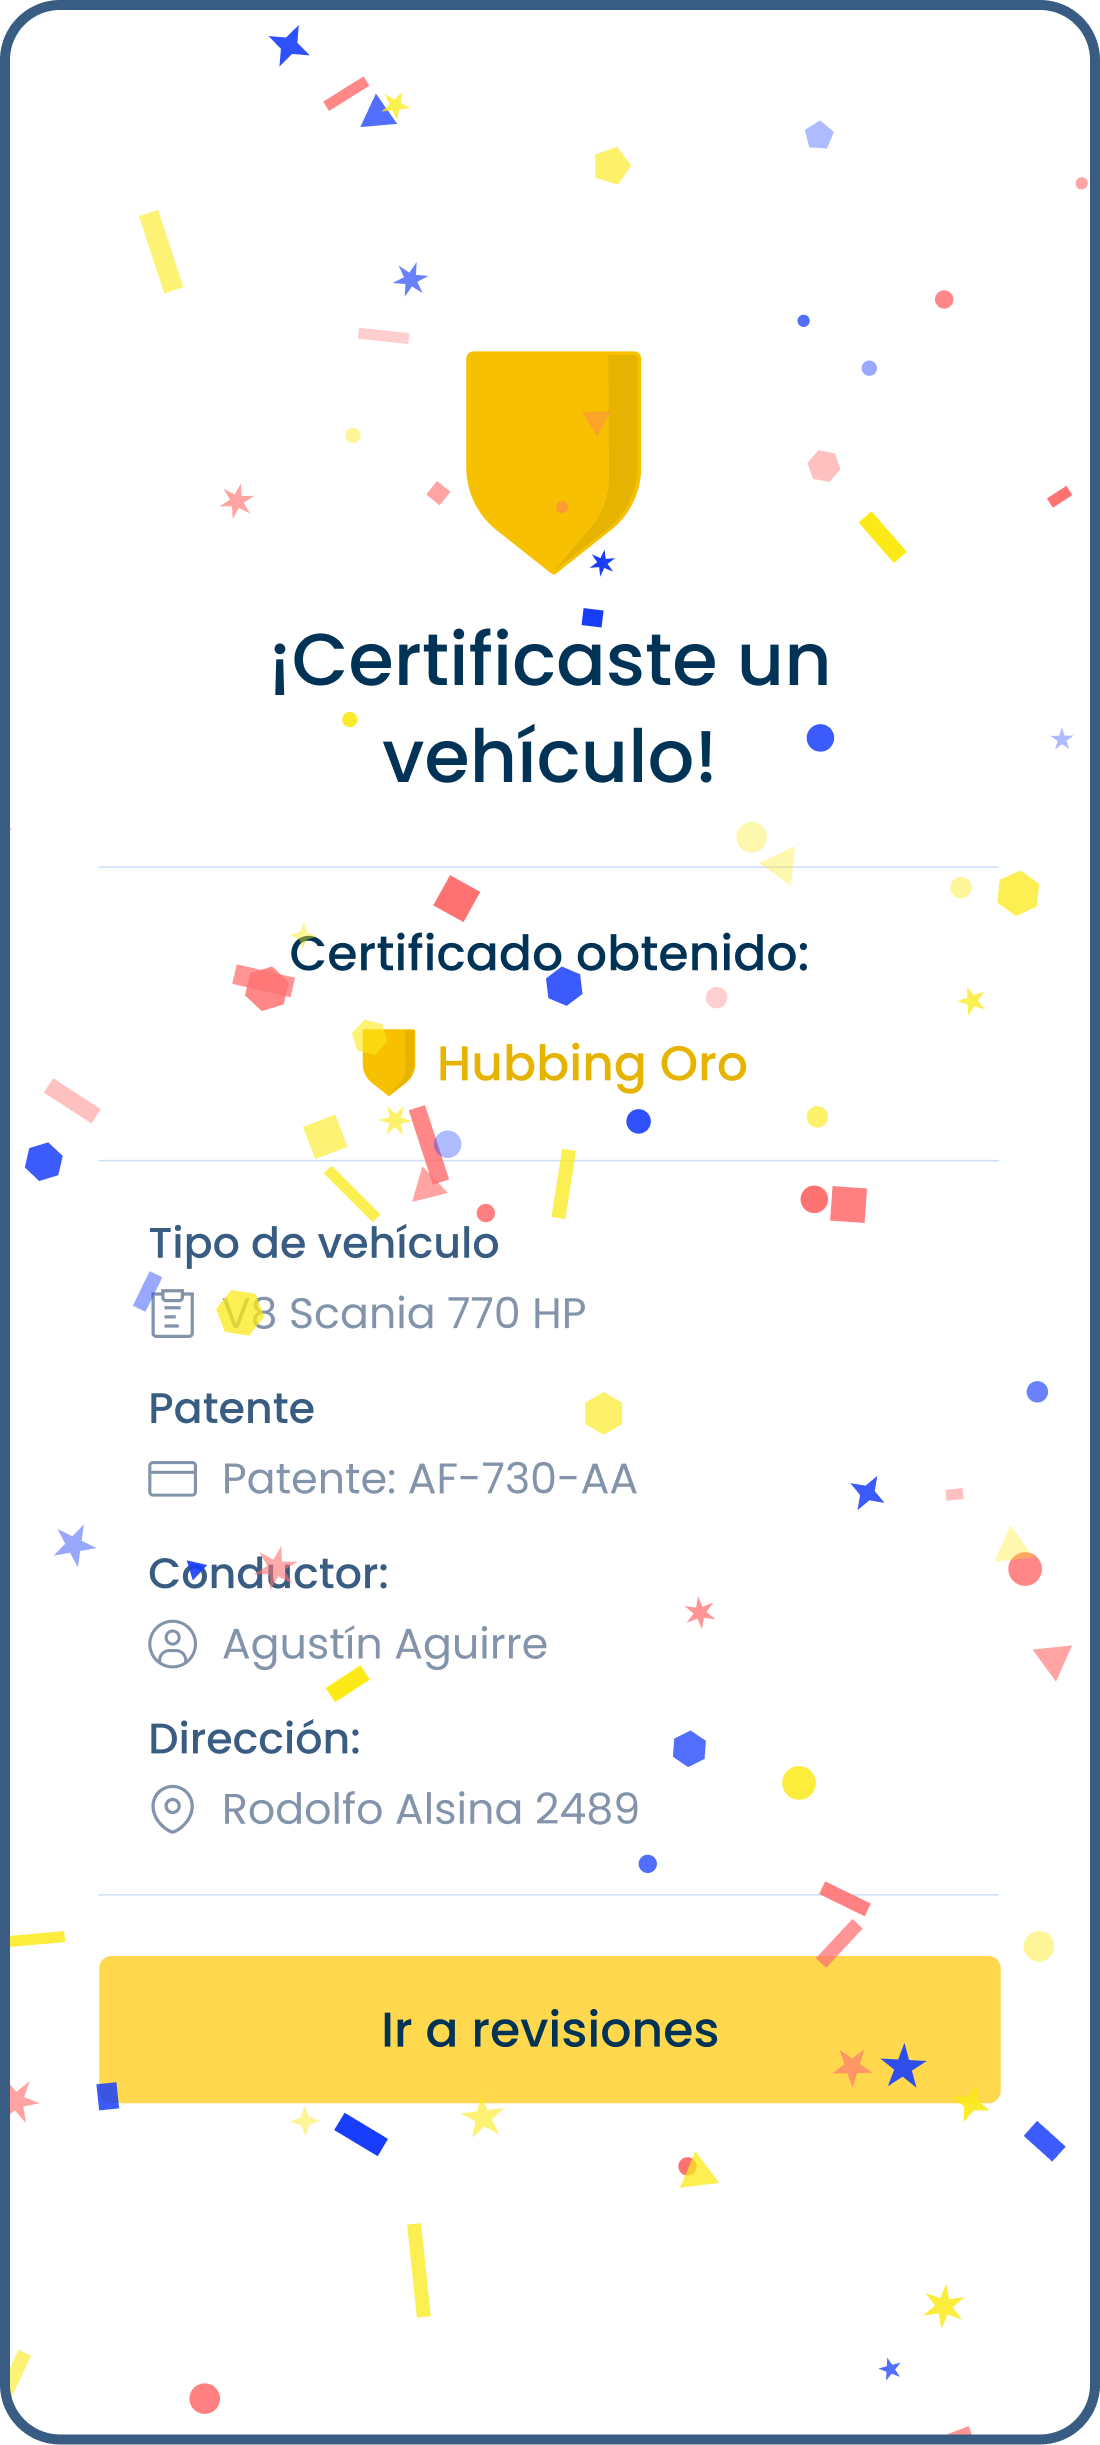 ¡Certificaste un
vehículo!
Certificado obtenido:
Hubbing Oro
Tipo de vehículo
V8 Scania 770 HP
Patente
Patente: AF-730-AA
Conductor:
Agustín Aguirre
Dirección:
Rodolfo Alsina 2489
Ir a revisiones